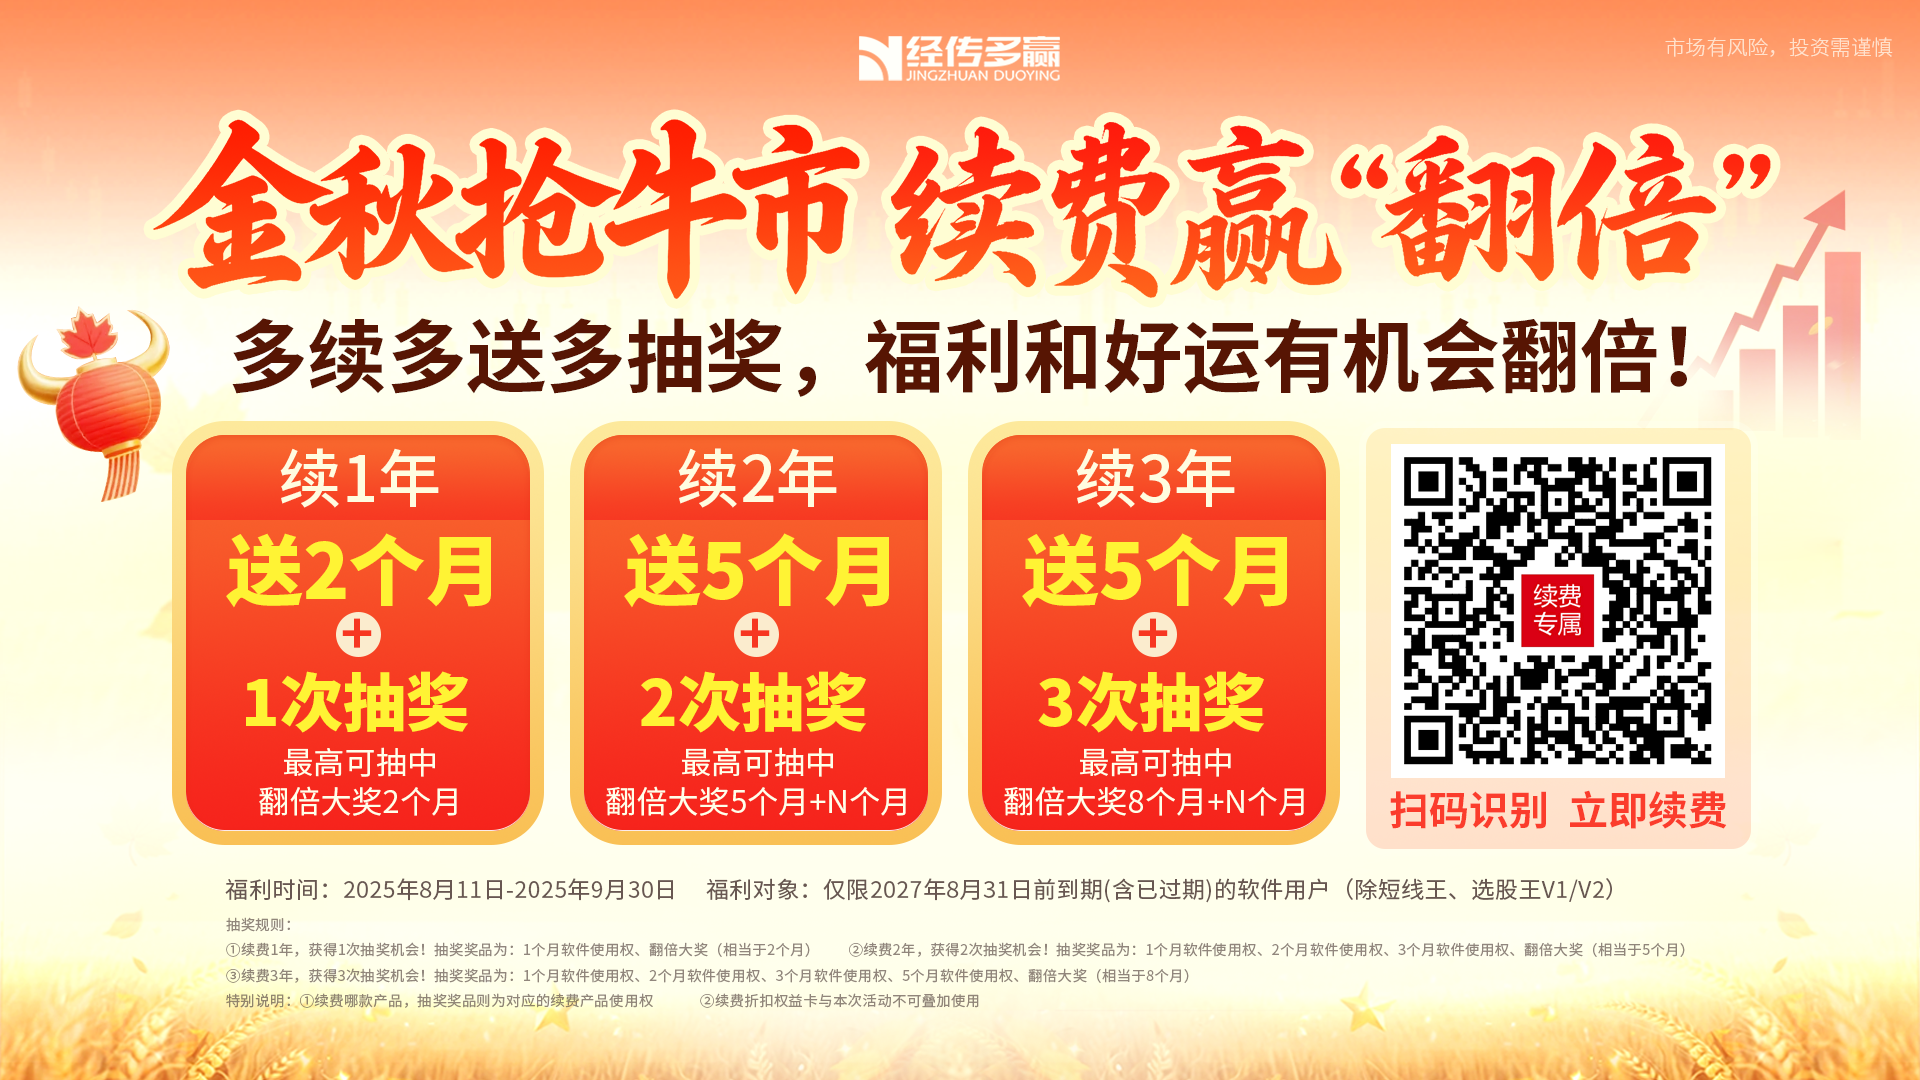 经传多赢
JINGZHUAN DUOYING
市场有风险，投资需谨慎
金秋抢牛市 续费赢“翻倍”
多续多送多抽奖，福利和好运有机会翻倍！
续1年
送2个月
+
1次抽奖
最高可抽中
翻倍大奖2个月
续2年
送5个月
+
2次抽奖
最高可抽中
翻倍大奖5个月+N个月
续3年
送5个月
+
3次抽奖
最高可抽中
翻倍大奖8个月+N个月
续费
专属
扫码识别 立即续费
福利时间：2025年8月11日-2025年9月30日 福利对象：仅限2027年8月31日前到期(含已过期)的软件用户（除短线王、选股王V1/V2）
抽奖规则：
①续费1年，获得1次抽奖机会！抽奖奖品为：1个月软件使用权、翻倍大奖（相当于2个月） ②续费2年，获得2次抽奖机会！抽奖奖品为：1个月软件使用权、2个月软件使用权、3个月软件使用权、翻倍大奖（相当于5个月）
③续费3年，获得3次抽奖机会！抽奖奖品为：1个月软件使用权、2个月软件使用权、3个月软件使用权、5个月软件使用权、翻倍大奖（相当于8个月）
特别说明：①续费哪款产品，抽奖奖品则为对应的续费产品使用权 ②续费折扣权益卡与本次活动不可叠加使用